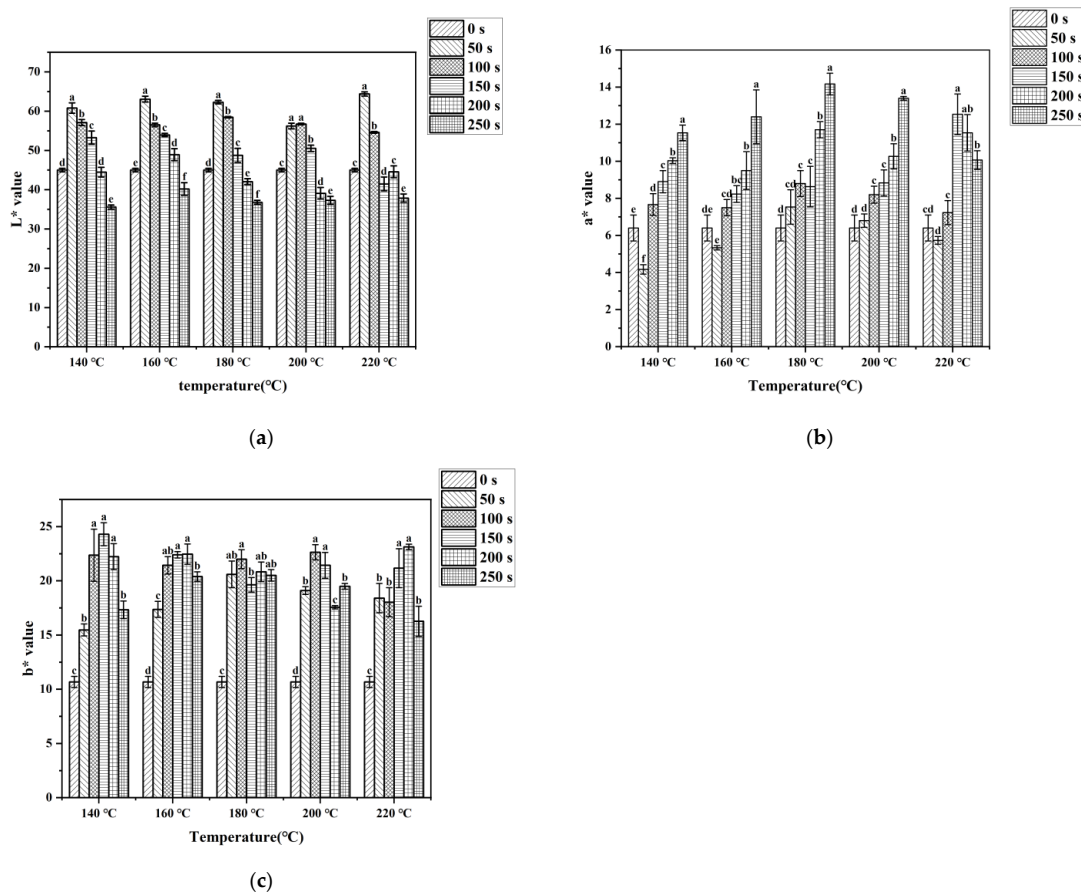 0 s
50 s
100 s
150 s
200 s
250 s
L* value
70
60
50
40
30
20
10
0
d a b c d e
e a b c d f
d a b c e f
c a a b d e
c a b d c e
140 ℃ 160 ℃ 180 ℃ 200 ℃ 220 ℃
temperature(℃)
(a)
0 s
50 s
100 s
150 s
200 s
250 s
a* value
16
14
12
10
8
6
4
2
0
e f d c b a
de e cd bc b a
d cd c c b a
d d c c b a
cd d c a ab b
140 ℃ 160 ℃ 180 ℃ 200 ℃ 220 ℃
Temperature(℃)
(b)
0 s
50 s
100 s
150 s
200 s
250 s
b* value
25
20
15
10
5
0
c b a a a b
d c ab a a b
c ab a b ab ab
d b a a c b
c b b a a b
140 ℃ 160 ℃ 180 ℃ 200 ℃ 220 ℃
Temperature(℃)
(c)